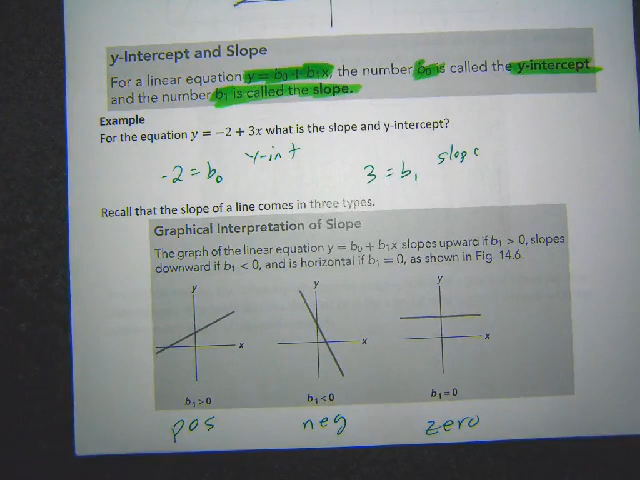 y-Intercept and Slope
For a linear equation y = b₀ + b₁x, the number b₀ is called the y-intercept
and the number b₁ is called the slope.
Example
For the equation y = −2 + 3x what is the slope and y-intercept?
-2 = b₀ y-int 3 = b₁ slope
Recall that the slope of a line comes in three types.
Graphical Interpretation of Slope
The graph of the linear equation y = b₀ + b₁x slopes upward if b₁ > 0, slopes
downward if b₁ < 0, and is horizontal if b₁ = 0, as shown in Fig 14.6
y y y
x x x
b₁>0 b₁<0 b₁=0
pos neg zero